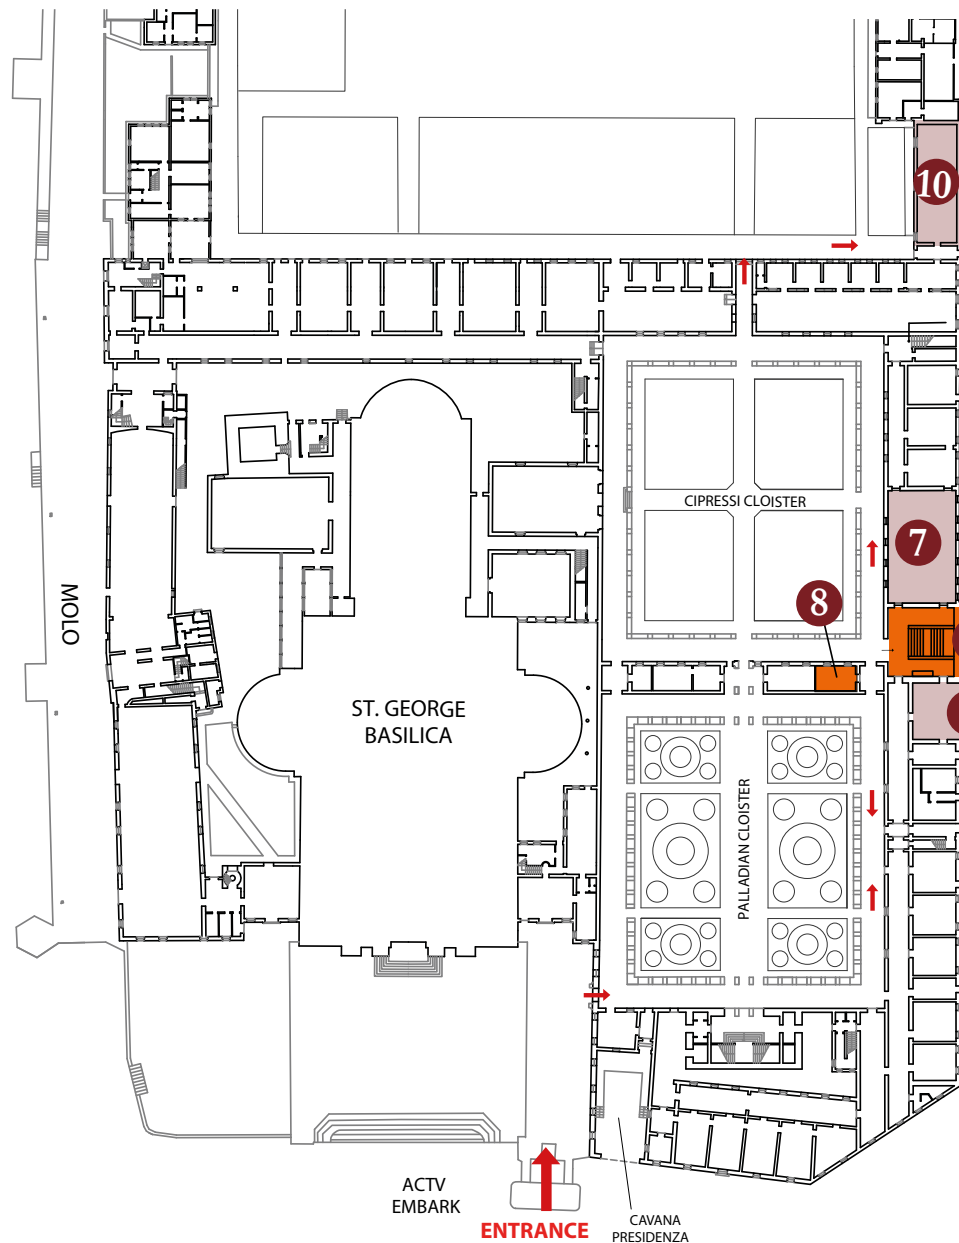 10
CIPRESSI CLOISTER
7
8
MOLO
ST. GEORGE
BASILICA
PALLADIAN CLOISTER
ACTV
EMBARK
ENTRANCE
CAVANA
PRESIDENZA